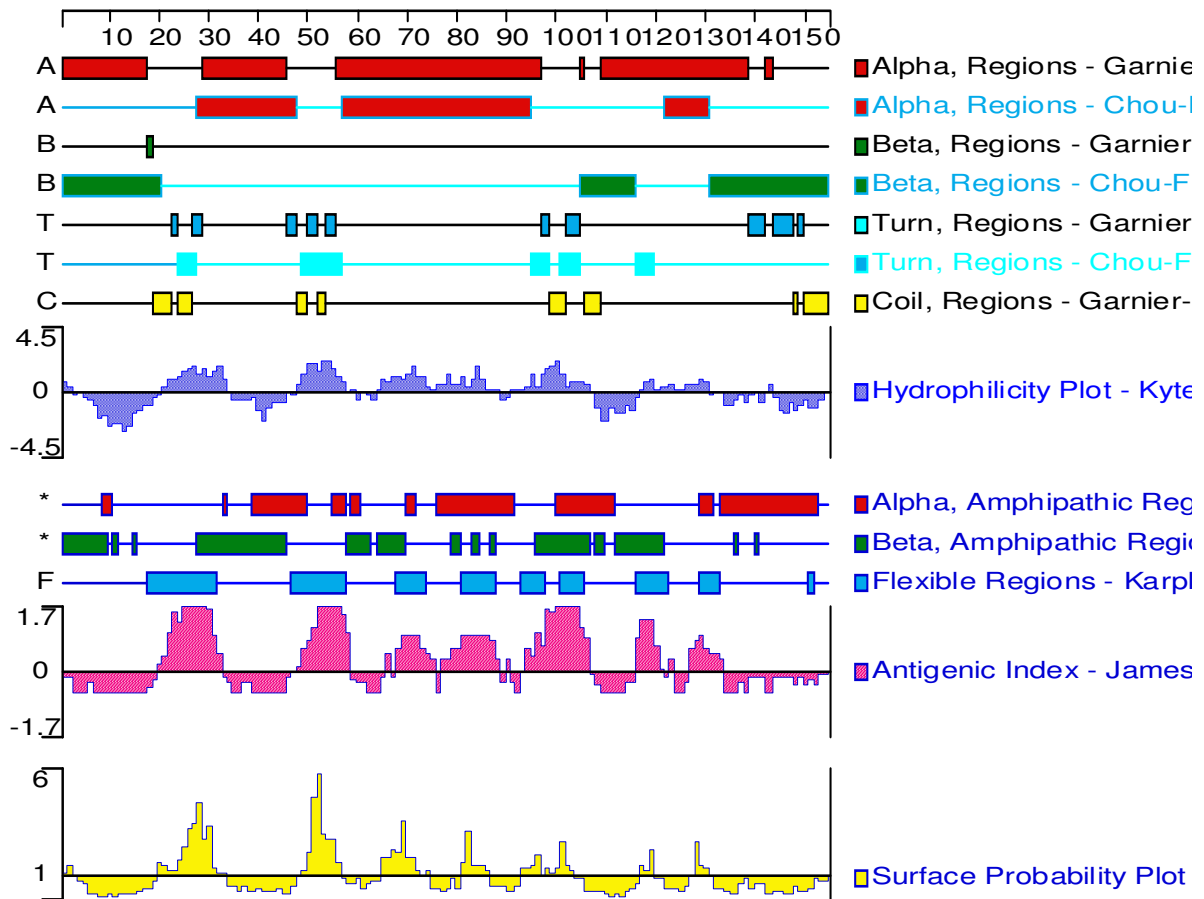 10 20 30 40 50 60 70 80 90 100 110 120 130 140 150
A Alpha, Regions - Garnie
A Alpha, Regions - Chou-
B Beta, Regions - Garnier
B Beta, Regions - Chou-F
T Turn, Regions - Garnier
T Turn, Regions - Chou-F
C Coil, Regions - Garnier-
4.5
0 Hydrophilicity Plot - Kyte
-4.5
* Alpha, Amphipathic Reg
* Beta, Amphipathic Regio
F Flexible Regions - Karpl
1.7
0 Antigenic Index - James
-1.7
6
1 Surface Probability Plot